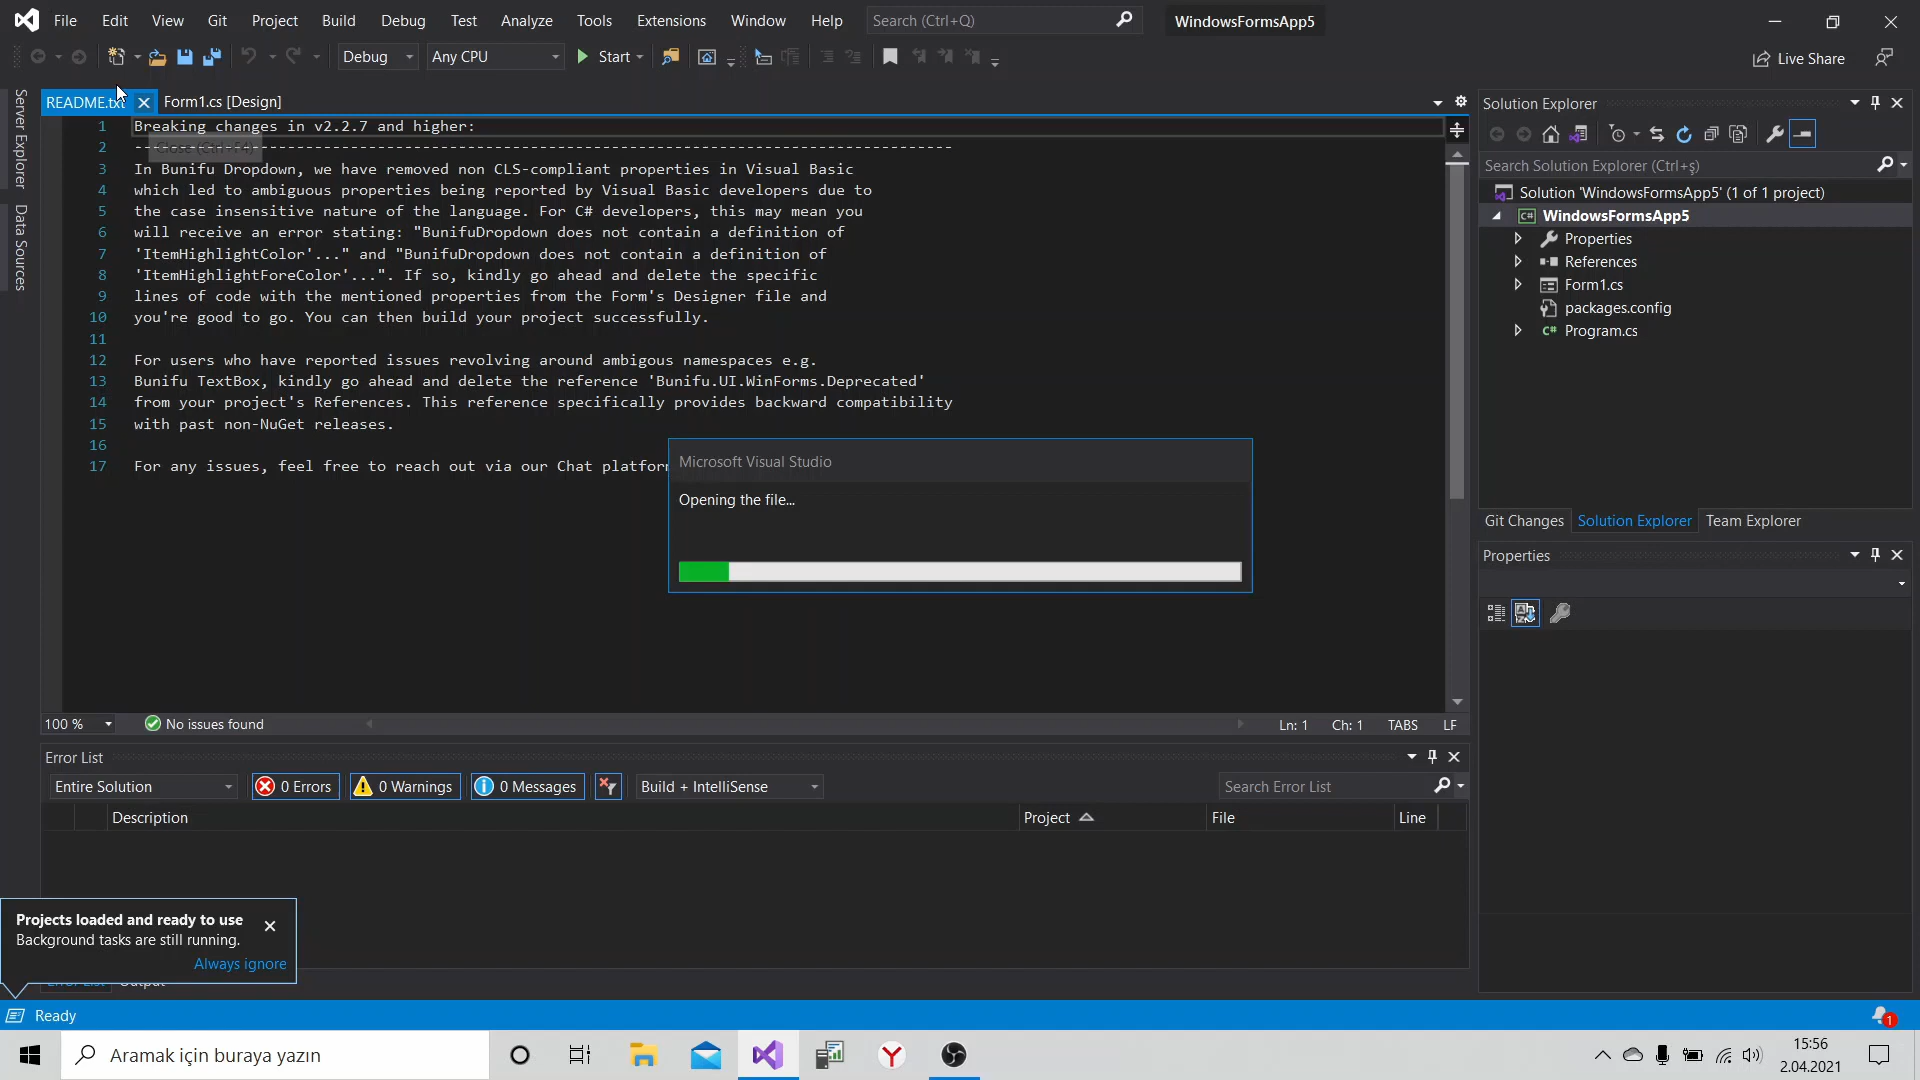 File Edit View Git Project Build Debug Test Analyze Tools Extensions Window Help Search (Ctrl+Q) WindowsFormsApp5
Debug Any CPU Start Live Share
Server Explorer
Data Sources
README.txt Form1.cs [Design]
1 Breaking changes in v2.2.7 and higher:
Close (Ctrl+F4)
2 ----
3 In Bunifu Dropdown, we have removed non CLS-compliant properties in Visual Basic
4 which led to ambiguous properties being reported by Visual Basic developers due to
5 the case insensitive nature of the language. For C# developers, this may mean you
6 will receive an error stating: "BunifuDropdown does not contain a definition of
7 'ItemHighlightColor'..." and "BunifuDropdown does not contain a definition of
8 'ItemHighlightForeColor'...". If so, kindly go ahead and delete the specific
9 lines of code with the mentioned properties from the Form's Designer file and
10 you're good to go. You can then build your project successfully.
11
12 For users who have reported issues revolving around ambigous namespaces e.g.
13 Bunifu TextBox, kindly go ahead and delete the reference 'Bunifu.UI.WinForms.Deprecated'
14 from your project's References. This reference specifically provides backward compatibility
15 with past non-NuGet releases.
16
17 For any issues, feel free to reach out via our Chat platform
Microsoft Visual Studio
Opening the file...
100 % No issues found Ln: 1 Ch: 1 TABS LF
Solution Explorer
Search Solution Explorer (Ctrl+ş)
Solution 'WindowsFormsApp5' (1 of 1 project)
C# WindowsFormsApp5
Properties
References
Form1.cs
packages.config
C# Program.cs
Git Changes Solution Explorer Team Explorer
Properties
Error List
Entire Solution 0 Errors 0 Warnings 0 Messages Build + IntelliSense Search Error List
Description Project File Line
Projects loaded and ready to use
Background tasks are still running.
Always ignore
Error List Output
Ready 1
Aramak için buraya yazın
15:56
2.04.2021